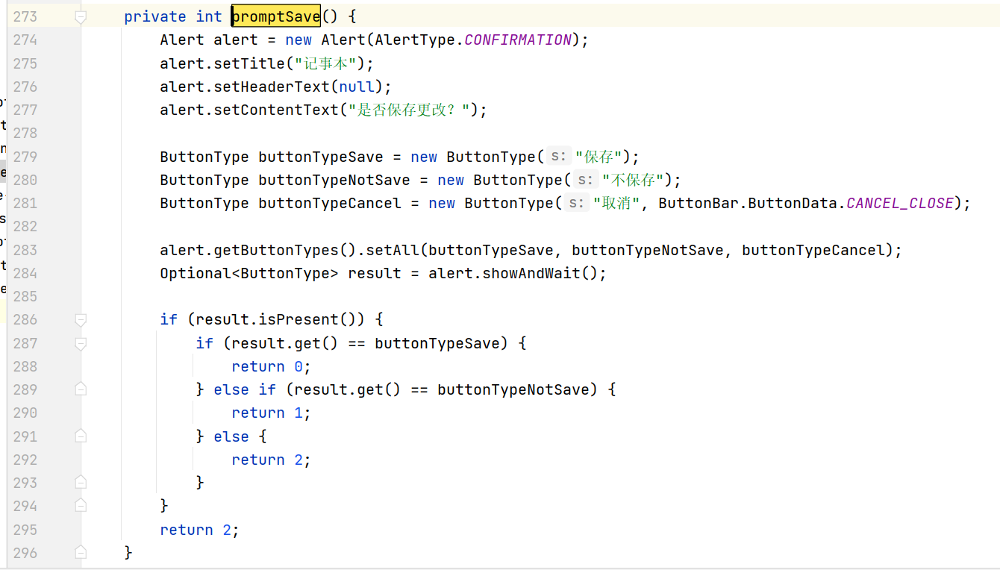 273 private int promptSave() {
274 Alert alert = new Alert(AlertType.CONFIRMATION);
275 alert.setTitle("记事本");
276 alert.setHeaderText(null);
277 alert.setContentText("是否保存更改？");
278
279 ButtonType buttonTypeSave = new ButtonType( s: "保存");
280 ButtonType buttonTypeNotSave = new ButtonType( s: "不保存");
281 ButtonType buttonTypeCancel = new ButtonType( s: "取消", ButtonBar.ButtonData.CANCEL_CLOSE);
282
283 alert.getButtonTypes().setAll(buttonTypeSave, buttonTypeNotSave, buttonTypeCancel);
284 Optional<ButtonType> result = alert.showAndWait();
285
286 if (result.isPresent()) {
287 if (result.get() == buttonTypeSave) {
288 return 0;
289 } else if (result.get() == buttonTypeNotSave) {
290 return 1;
291 } else {
292 return 2;
293 }
294 }
295 return 2;
296 }